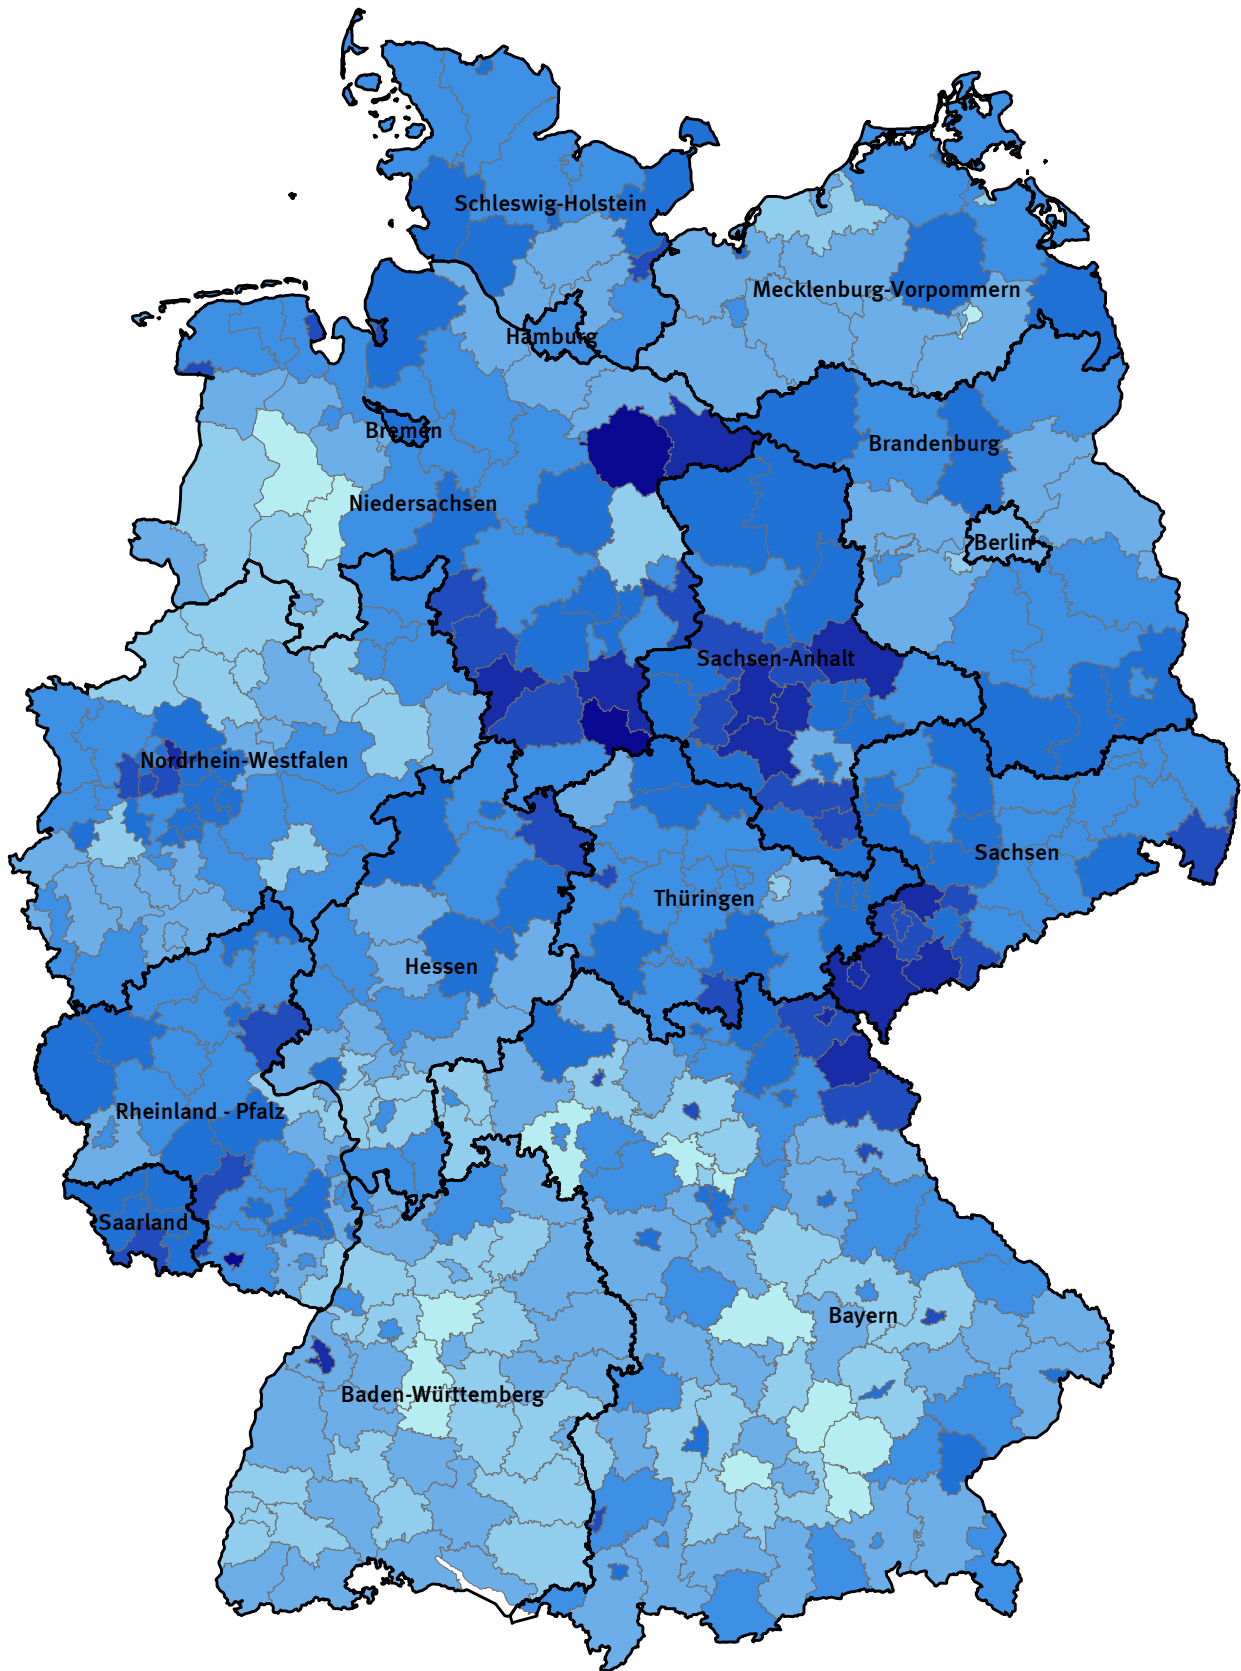 Schleswig-Holstein
Mecklenburg-Vorpommern
Hamburg
Bremen
Brandenburg
Niedersachsen
Berlin
Sachsen-Anhalt
Nordrhein-Westfalen
Sachsen
Thüringen
Hessen
Rheinland - Pfalz
Saarland
Bayern
Baden-Württemberg